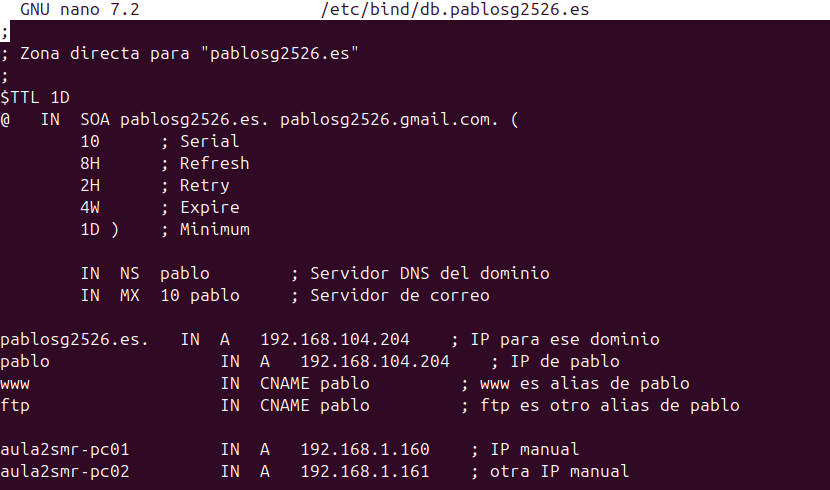 GNU nano 7.2 /etc/bind/db.pablosg2526.es
;
; Zona directa para "pablosg2526.es"
;
$TTL 1D
@ IN SOA pablosg2526.es. pablosg2526.gmail.com. (
10 ; Serial
8H ; Refresh
2H ; Retry
4W ; Expire
1D ) ; Minimum
IN NS pablo ; Servidor DNS del dominio
IN MX 10 pablo ; Servidor de correo
pablosg2526.es. IN A 192.168.104.204 ; IP para ese dominio
pablo IN A 192.168.104.204 ; IP de pablo
www IN CNAME pablo ; www es alias de pablo
ftp IN CNAME pablo ; ftp es otro alias de pablo
aula2smr-pc01 IN A 192.168.1.160 ; IP manual
aula2smr-pc02 IN A 192.168.1.161 ; otra IP manual